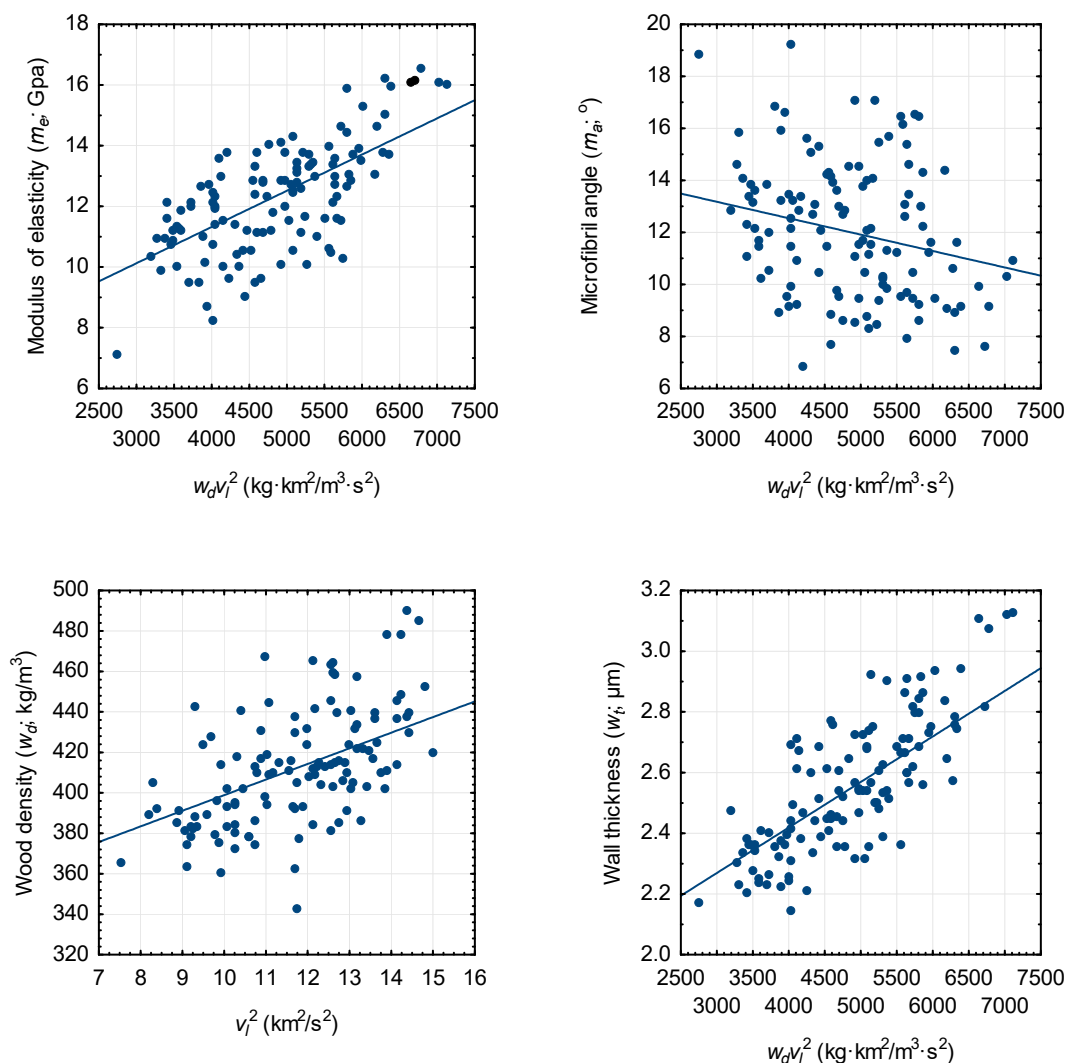 18
16
14
12
10
8
6
Modulus of elasticity (mₑ; Gpa)
2500 3500 4500 5500 6500 7500
3000 4000 5000 6000 7000
w_d v_l² (kg·km²/m³·s²)
20
18
16
14
12
10
8
6
Microfibril angle (mₐ; °)
2500 3500 4500 5500 6500 7500
3000 4000 5000 6000 7000
w_d v_l² (kg·km²/m³·s²)
500
480
460
440
420
400
380
360
340
320
Wood density (w_d; kg/m³)
7 8 9 10 11 12 13 14 15 16
v_l² (km²/s²)
3.2
3.0
2.8
2.6
2.4
2.2
2.0
Wall thickness (w_t; µm)
2500 3500 4500 5500 6500 7500
3000 4000 5000 6000 7000
w_d v_l² (kg·km²/m³·s²)